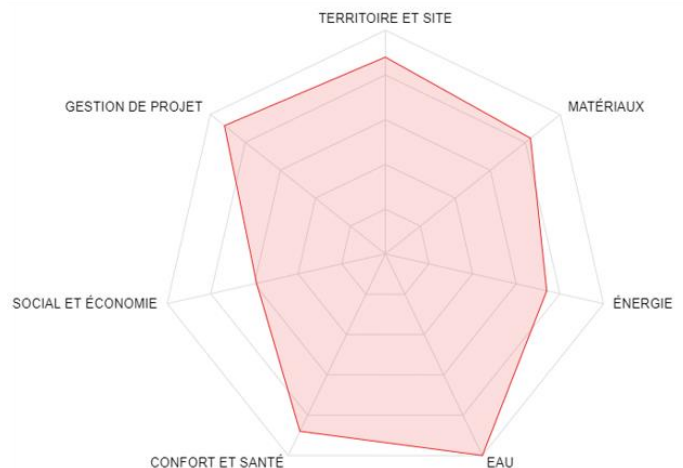 TERRITOIRE ET SITE
GESTION DE PROJET
MATÉRIAUX
SOCIAL ET ÉCONOMIE
ÉNERGIE
CONFORT ET SANTÉ
EAU